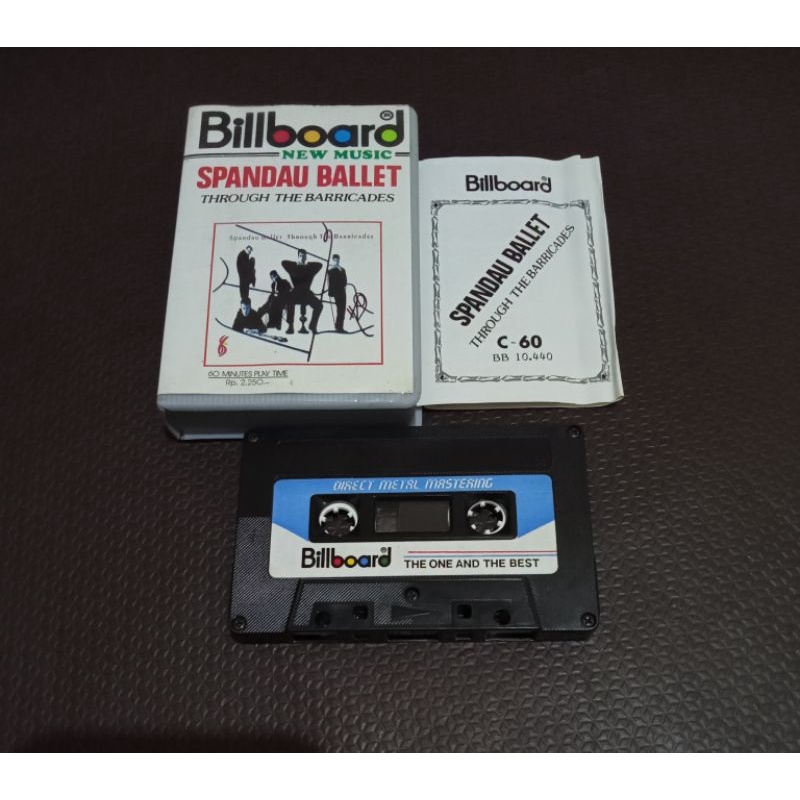 Billboard®
NEW MUSIC
SPANDAU BALLET
THROUGH THE BARRICADES
Spandau Ballet Through The Barricades
60 MINUTES PLAY TIME
Rp. 2.250,-
Billboard®
SPANDAU BALLET
THROUGH THE BARRICADES
C-60
BB 10.440
DIRECT METAL MASTERING
Billboard®
THE ONE AND THE BEST